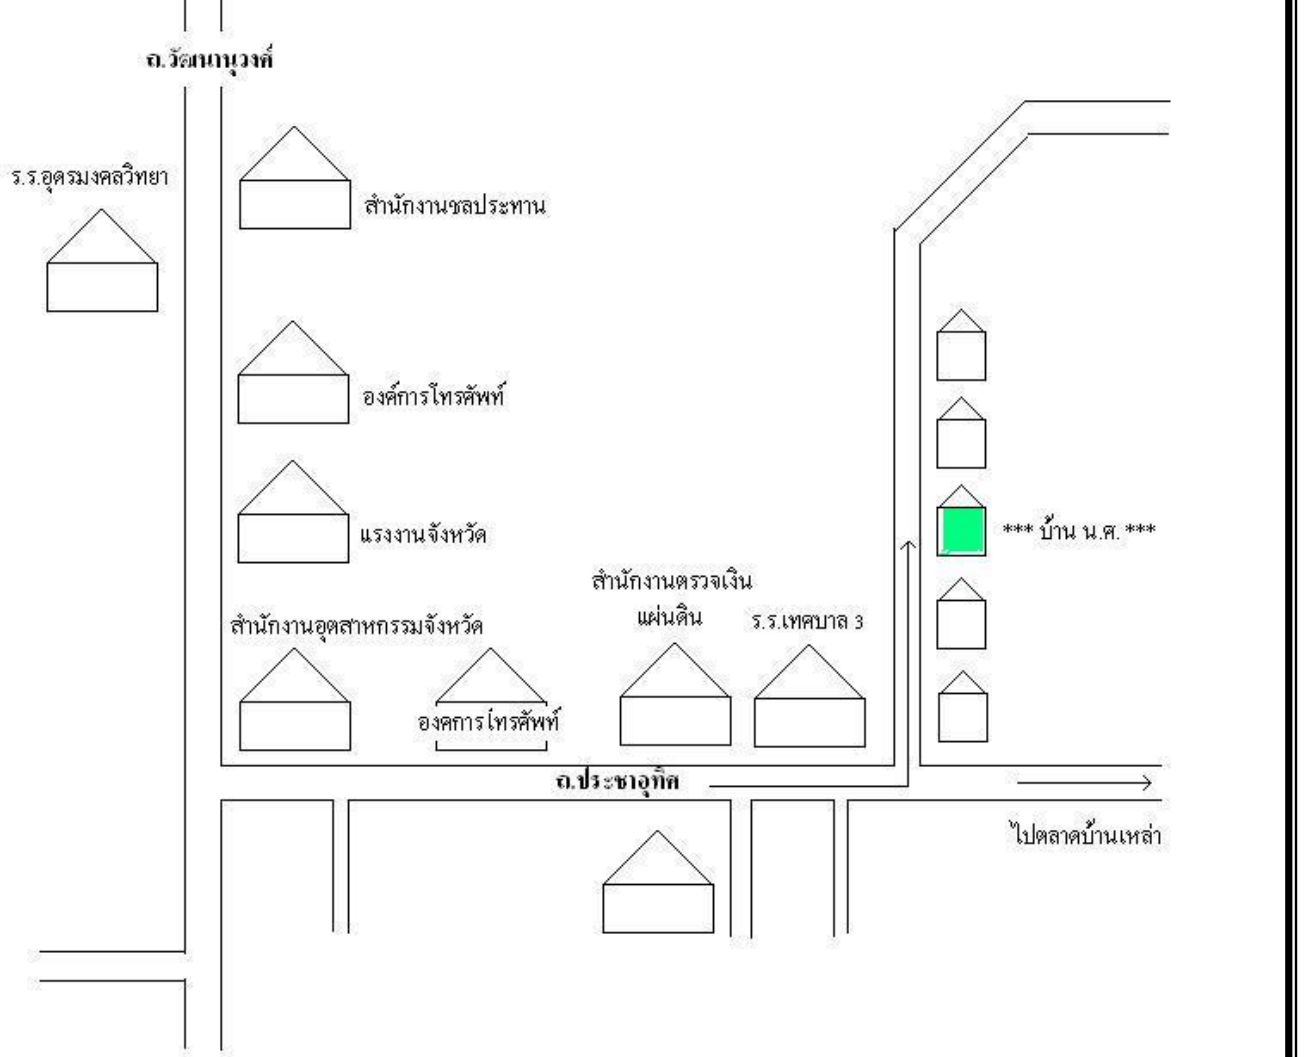 ถ.วัฒนานุวงศ์
ร.ร.อุดรมงคลวิทยา
สำนักงานชลประทาน
องค์การโทรศัพท์
แรงงานจังหวัด
*** บ้าน น.ศ. ***
สำนักงานตรวจเงิน
แผ่นดิน
ร.ร.เทศบาล 3
สำนักงานอุตสาหกรรมจังหวัด
องคการโทรศัพท์
ถ.ประชาอุทิศ
ไปตลาดบ้านเหล่า